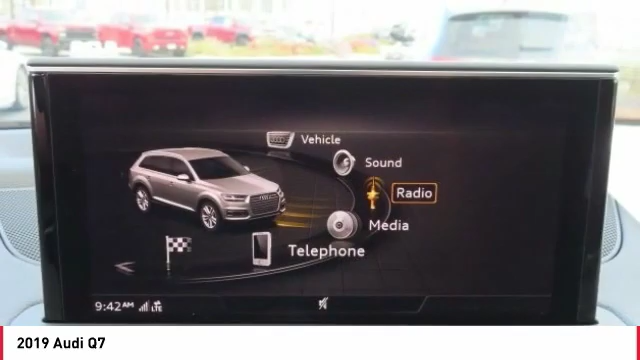 Vehicle
Sound
Radio
Media
Telephone
9:42AM LTE
2019 Audi Q7